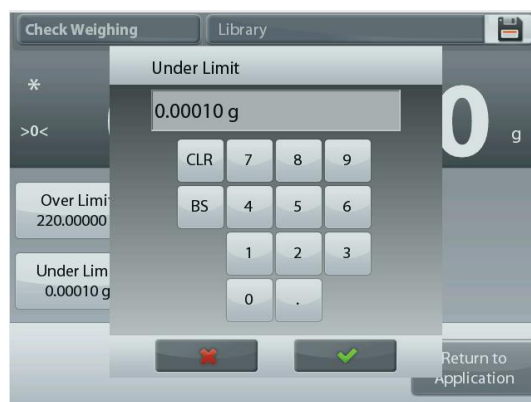 Check Weighing
Library
Under Limit
*
0.00010 g
>0<
0
g
CLR 7 8 9
Over Limi
220.00000
BS 4 5 6
1 2 3
Under Lim
0.00010 g
0 .
Return to
Application